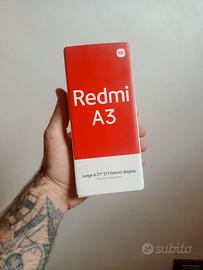 mi
Redmi
A3
Large 6.71" (17.04cm) display
subito